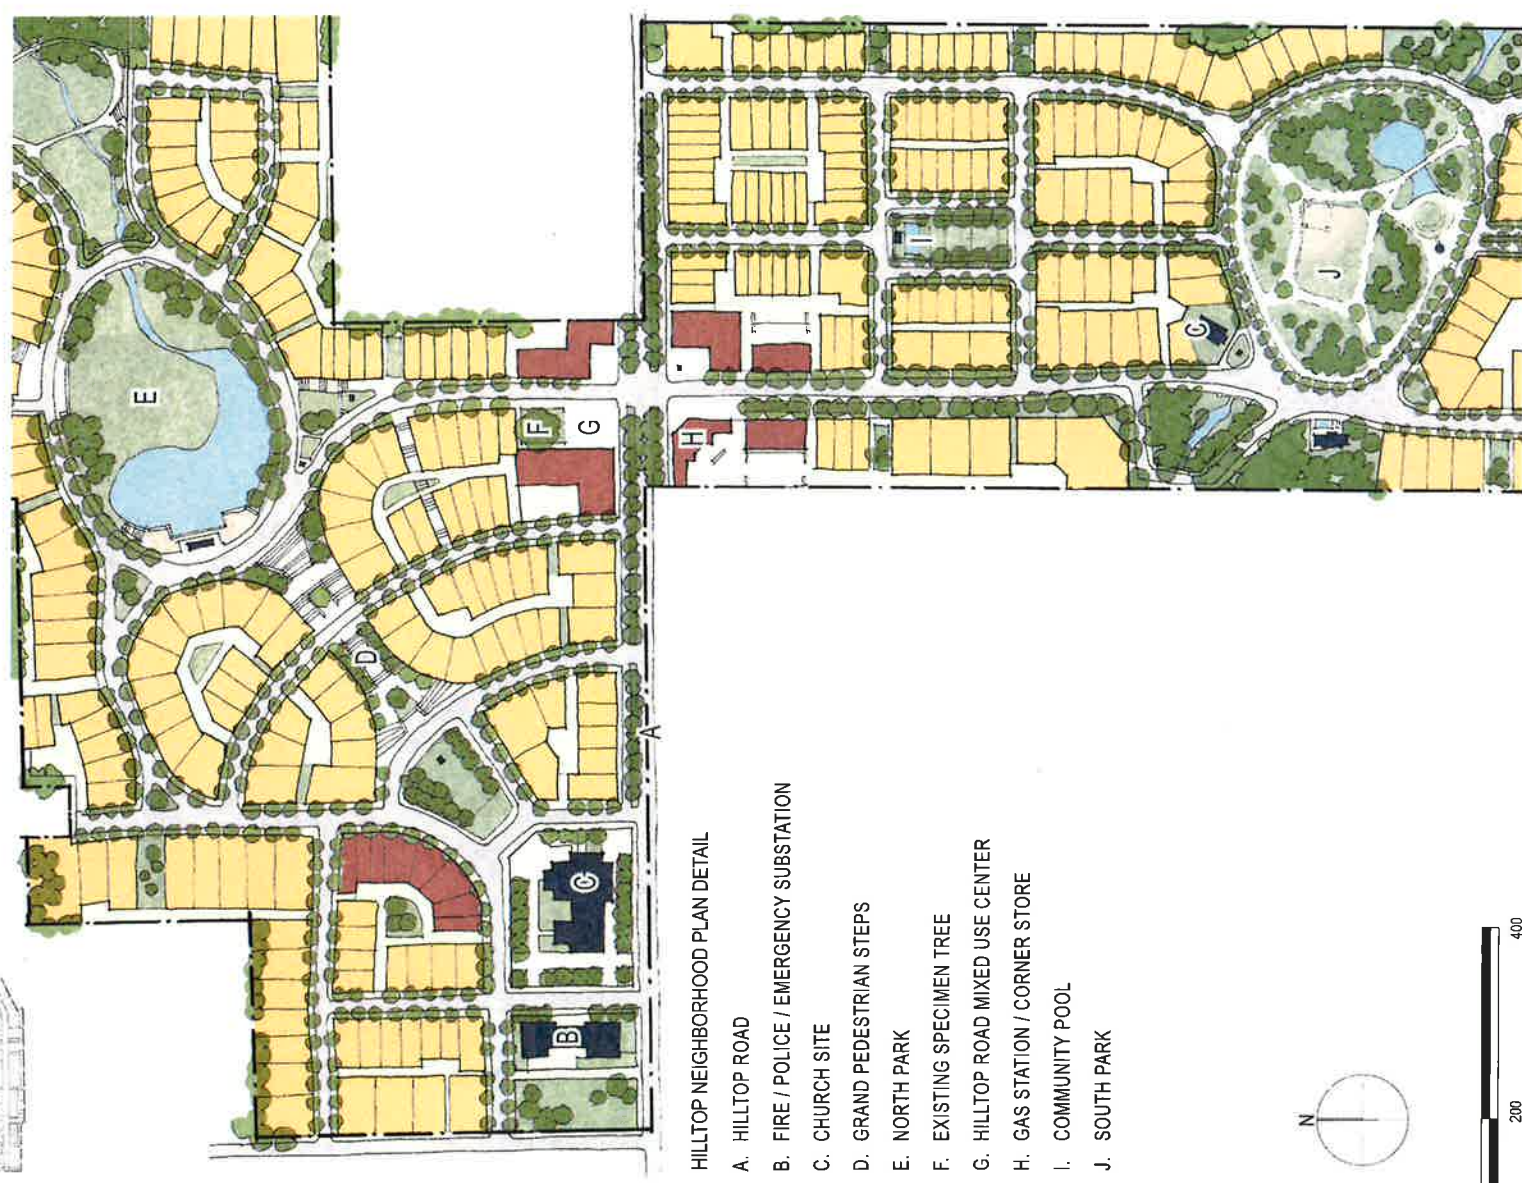 E
F
G
H
I
J
C
D
A
C
B
HILLTOP NEIGHBORHOOD PLAN DETAIL
A. HILLTOP ROAD
B. FIRE / POLICE / EMERGENCY SUBSTATION
C. CHURCH SITE
D. GRAND PEDESTRIAN STEPS
E. NORTH PARK
F. EXISTING SPECIMEN TREE
G. HILLTOP ROAD MIXED USE CENTER
H. GAS STATION / CORNER STORE
I. COMMUNITY POOL
J. SOUTH PARK
N
200
400